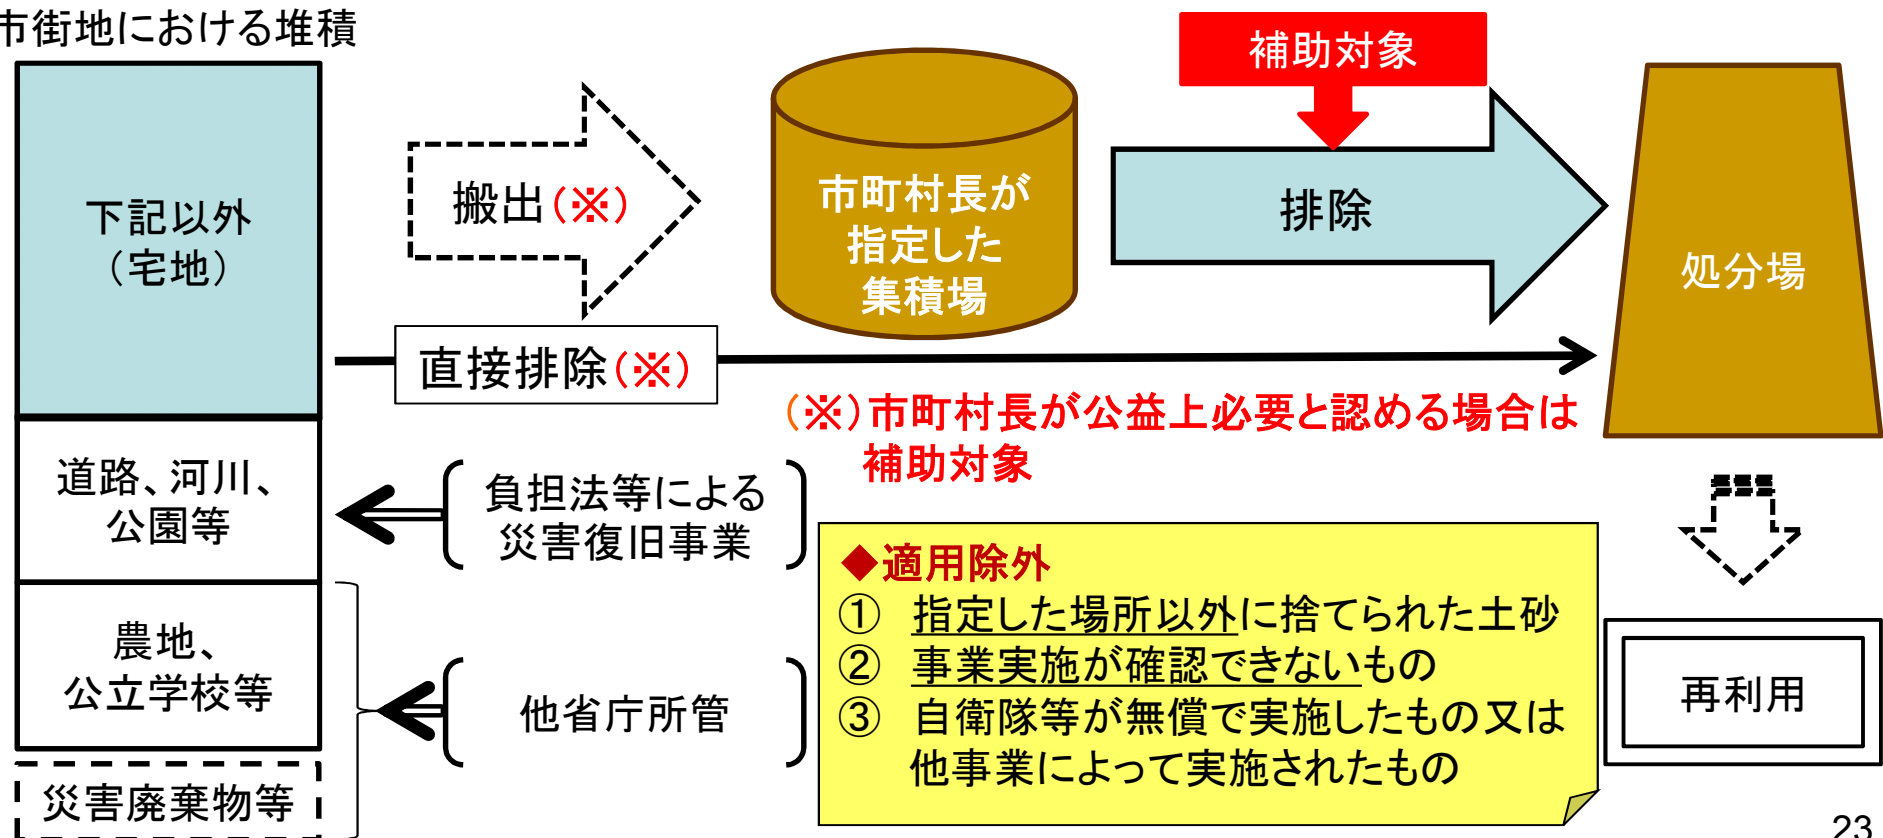 市街地における堆積
補助対象
下記以外
（宅地）
搬出（※）
市町村長が
指定した
集積場
排除
処分場
直接排除（※）
（※）市町村長が公益上必要と認める場合は
補助対象
道路、河川、
公園等
負担法等による
災害復旧事業
農地、
公立学校等
他省庁所管
災害廃棄物等
◆適用除外
① 指定した場所以外に捨てられた土砂
② 事業実施が確認できないもの
③ 自衛隊等が無償で実施したもの又は
他事業によって実施されたもの
再利用
23